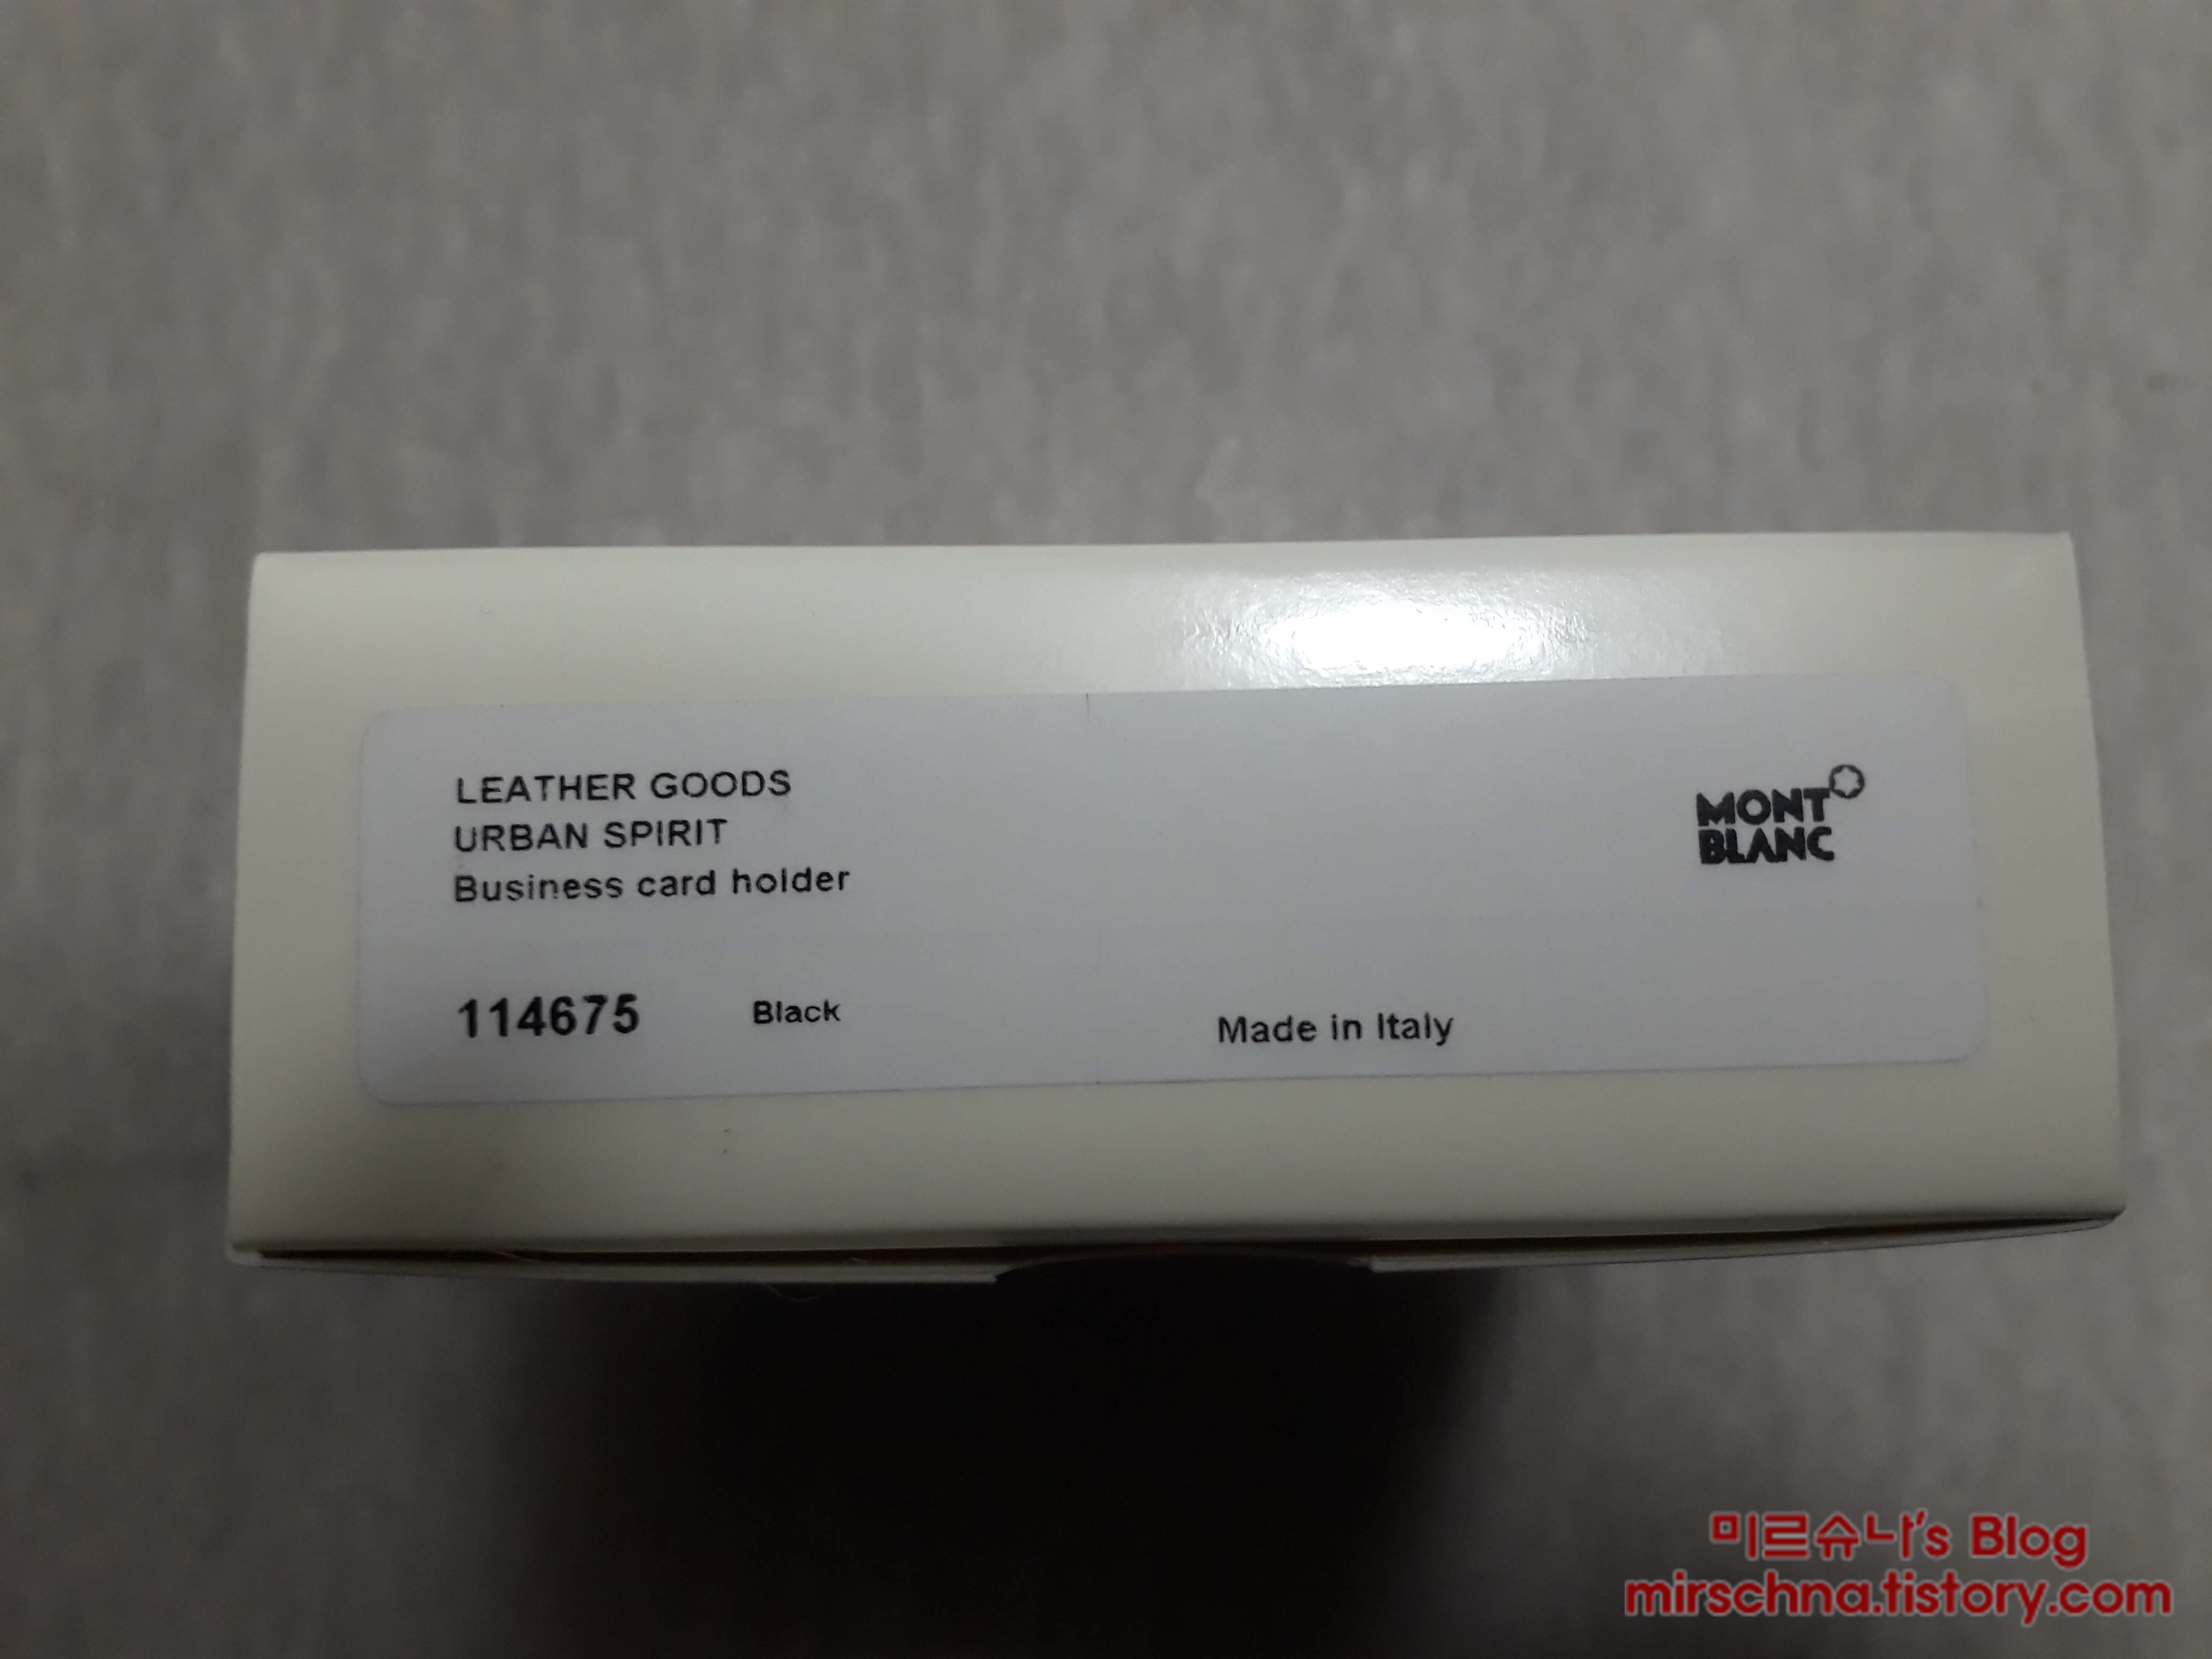 LEATHER GOODS
URBAN SPIRIT
Business card holder
MONT
BLANC
114675 Black Made in Italy
미르슈나's Blog
mirschna.tistory.com